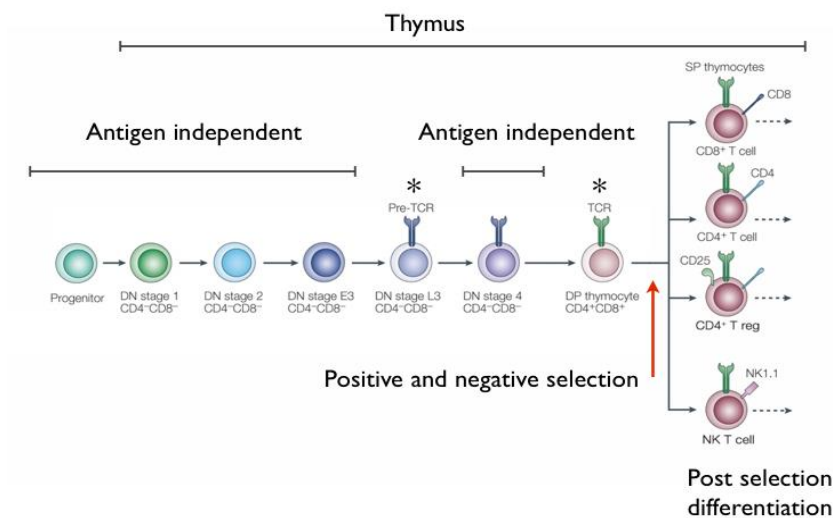 Thymus
SP thymocytes
CD8
CD8⁺ T cell
Antigen independent
Antigen independent
*
*
Pre-TCR
TCR
CD4
CD4⁺ T cell
CD25
Progenitor
DN stage 1
CD4⁻CD8⁻
DN stage 2
CD4⁻CD8⁻
DN stage E3
CD4⁻CD8⁻
DN stage L3
CD4⁻CD8⁻
DN stage 4
CD4⁻CD8⁻
DP thymocyte
CD4⁺CD8⁺
CD4⁺ T reg
Positive and negative selection
NK1.1
NK T cell
Post selection
differentiation